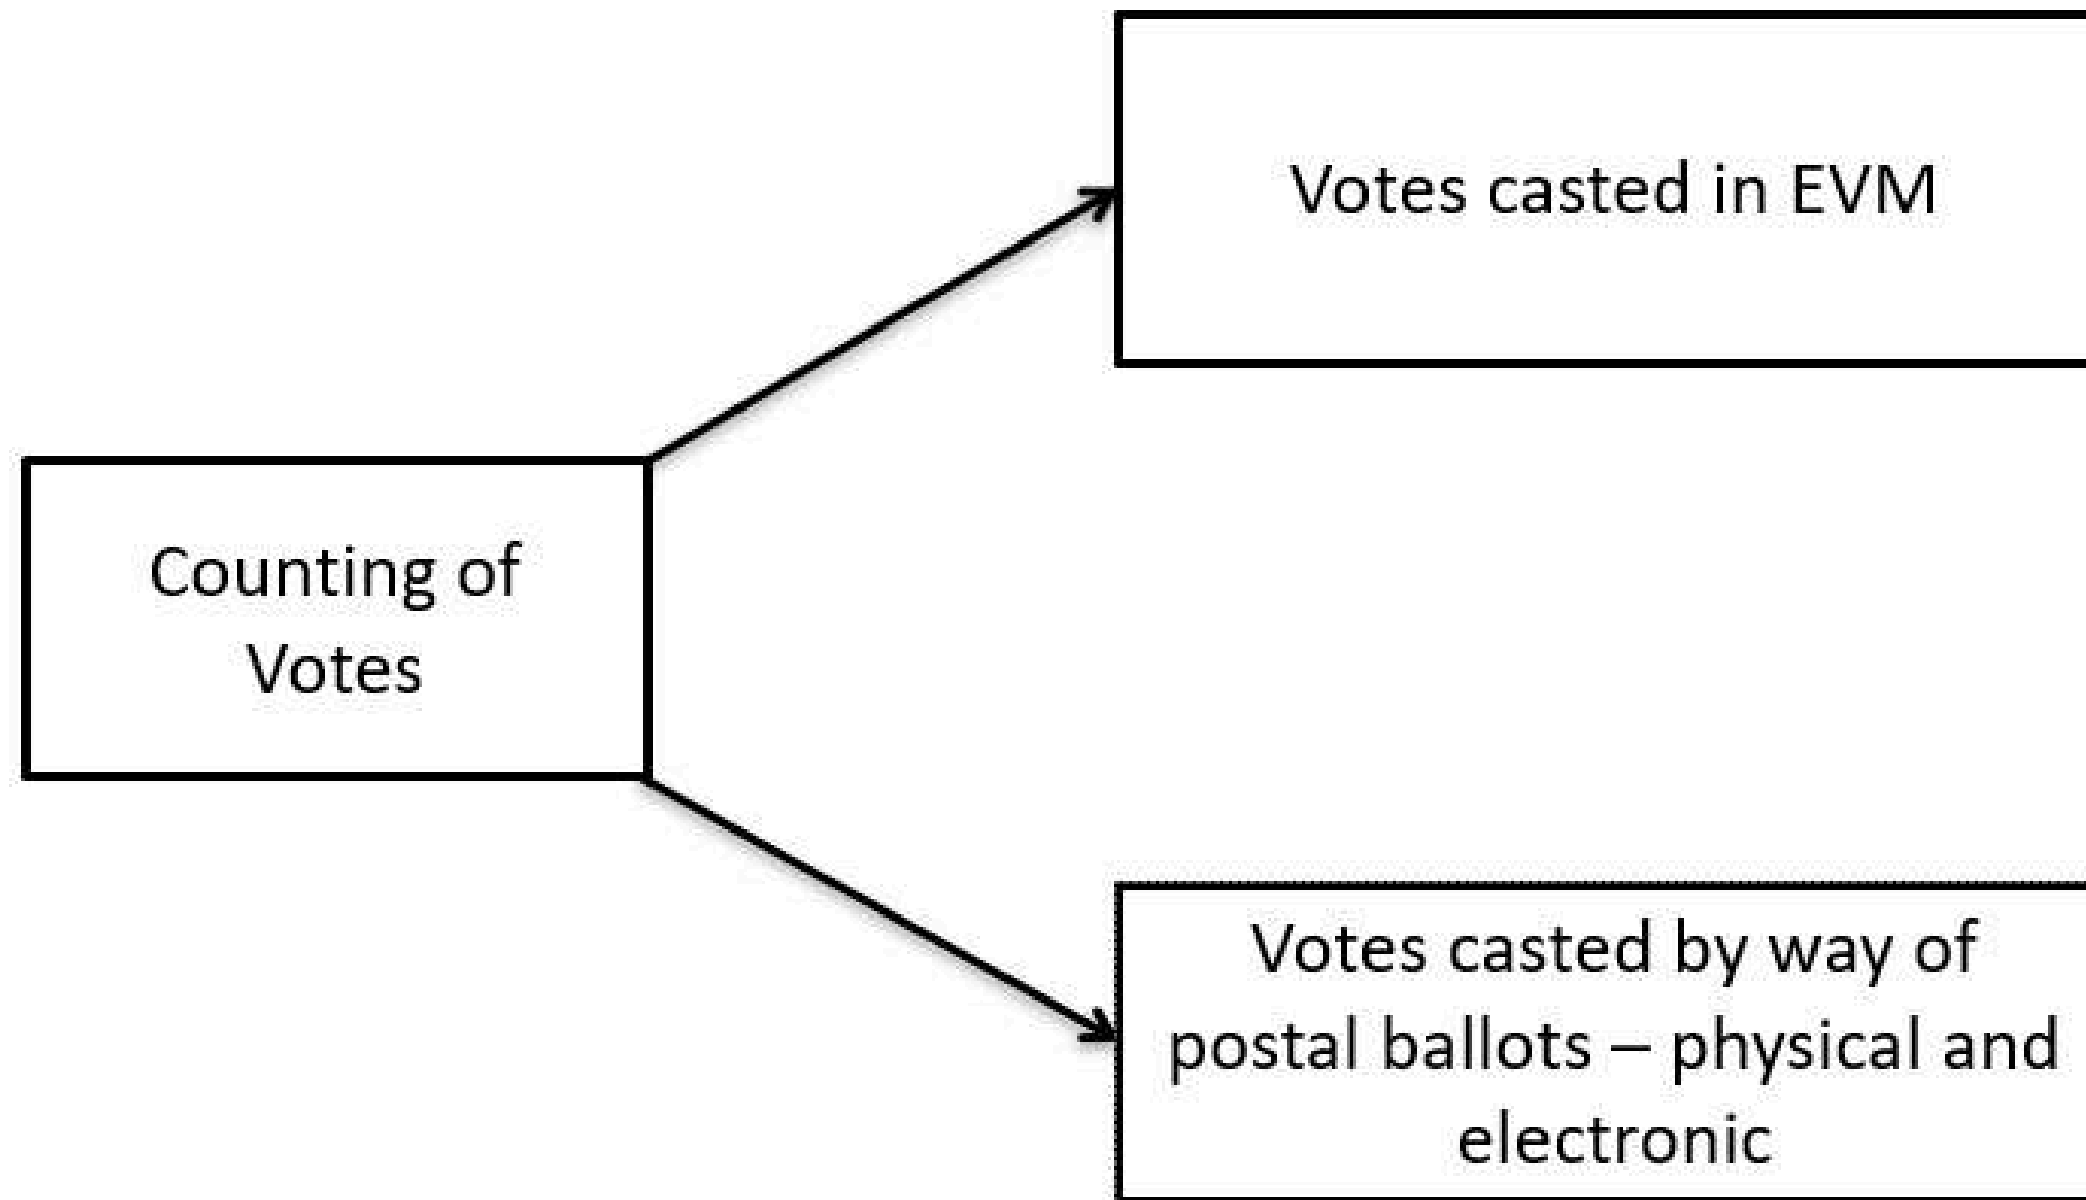 Votes casted in EVM
Counting of
Votes
Votes casted by way of
postal ballots – physical and
electronic